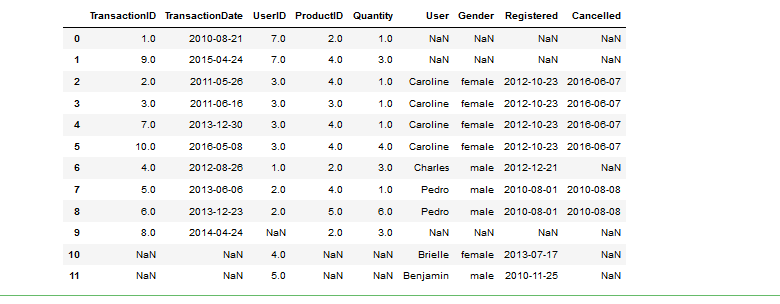 TransactionID TransactionDate UserID ProductID Quantity User Gender Registered Cancelled
0 1.0 2010-08-21 7.0 2.0 1.0 NaN NaN NaN NaN
1 9.0 2015-04-24 7.0 4.0 3.0 NaN NaN NaN NaN
2 2.0 2011-05-26 3.0 4.0 1.0 Caroline female 2012-10-23 2016-06-07
3 3.0 2011-06-16 3.0 3.0 1.0 Caroline female 2012-10-23 2016-06-07
4 7.0 2013-12-30 3.0 4.0 1.0 Caroline female 2012-10-23 2016-06-07
5 10.0 2016-05-08 3.0 4.0 4.0 Caroline female 2012-10-23 2016-06-07
6 4.0 2012-08-26 1.0 2.0 3.0 Charles male 2012-12-21 NaN
7 5.0 2013-06-06 2.0 4.0 1.0 Pedro male 2010-08-01 2010-08-08
8 6.0 2013-12-23 2.0 5.0 6.0 Pedro male 2010-08-01 2010-08-08
9 8.0 2014-04-24 NaN 2.0 3.0 NaN NaN NaN NaN
10 NaN NaN 4.0 NaN NaN Brielle female 2013-07-17 NaN
11 NaN NaN 5.0 NaN NaN Benjamin male 2010-11-25 NaN